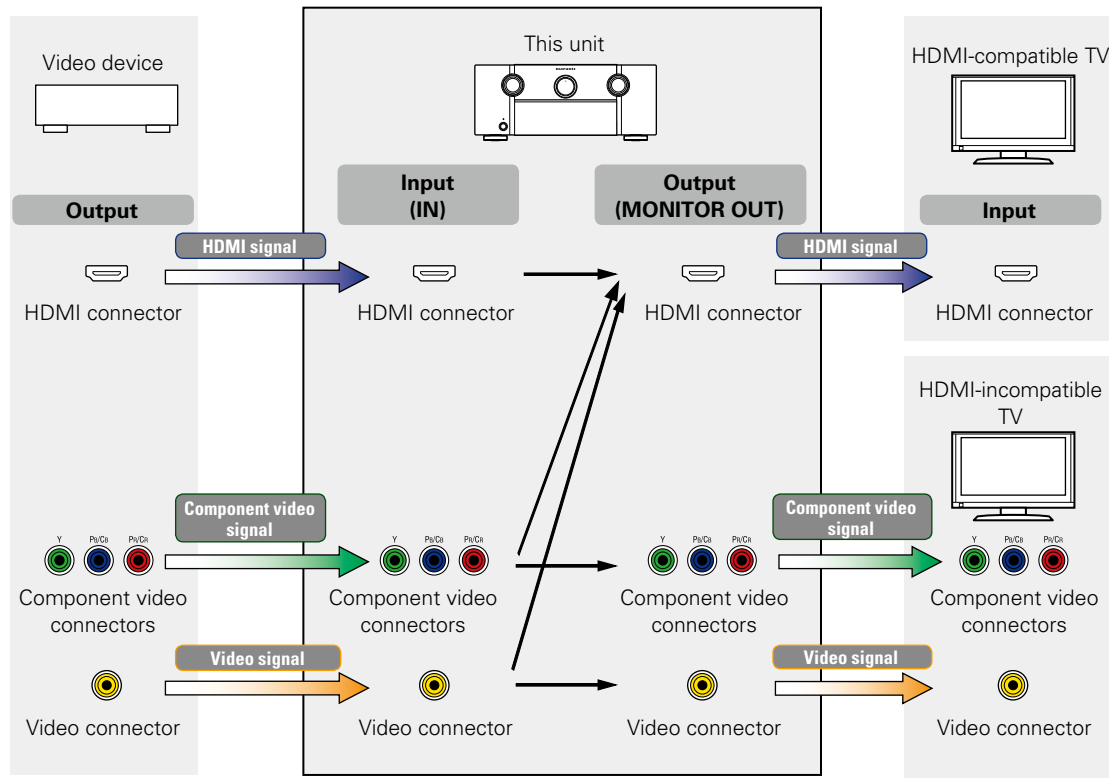 Video device
This unit
HDMI-compatible TV
Output
Input
(IN)
Output
(MONITOR OUT)
Input
HDMI signal
HDMI signal
HDMI connector
HDMI connector
HDMI connector
HDMI connector
HDMI-incompatible
TV
Component video
signal
Component video
signal
Y PB/CB PR/CR
Y PB/CB PR/CR
Y PB/CB PR/CR
Y PB/CB PR/CR
Component video
connectors
Component video
connectors
Component video
connectors
Component video
connectors
Video signal
Video signal
Video connector
Video connector
Video connector
Video connector